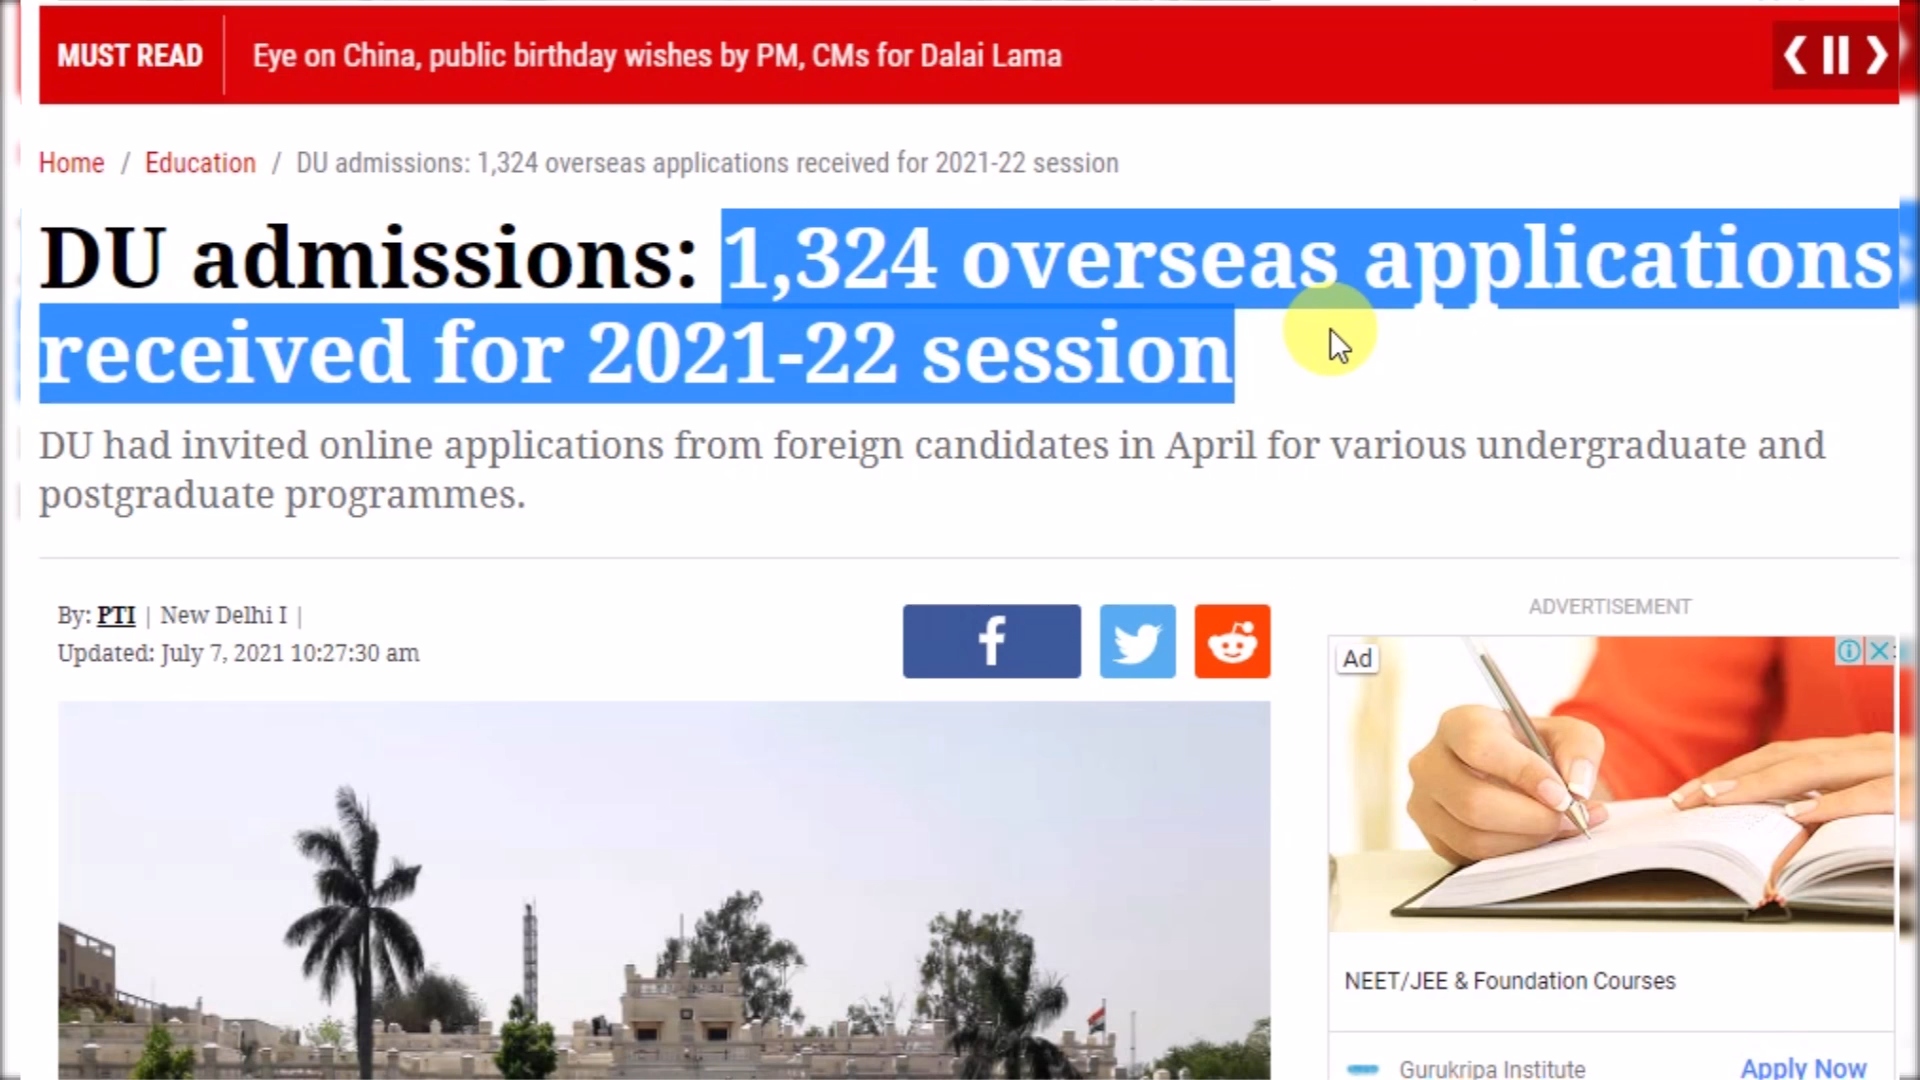 MUST READ
Eye on China, public birthday wishes by PM, CMs for Dalai Lama
Home / Education / DU admissions: 1,324 overseas applications received for 2021-22 session
DU admissions: 1,324 overseas applications
received for 2021-22 session
DU had invited online applications from foreign candidates in April for various undergraduate and
postgraduate programmes.
By: PTI | New Delhi I |
Updated: July 7, 2021 10:27:30 am
ADVERTISEMENT
Ad
NEET/JEE & Foundation Courses
Gurukripa Institute
Apply Now